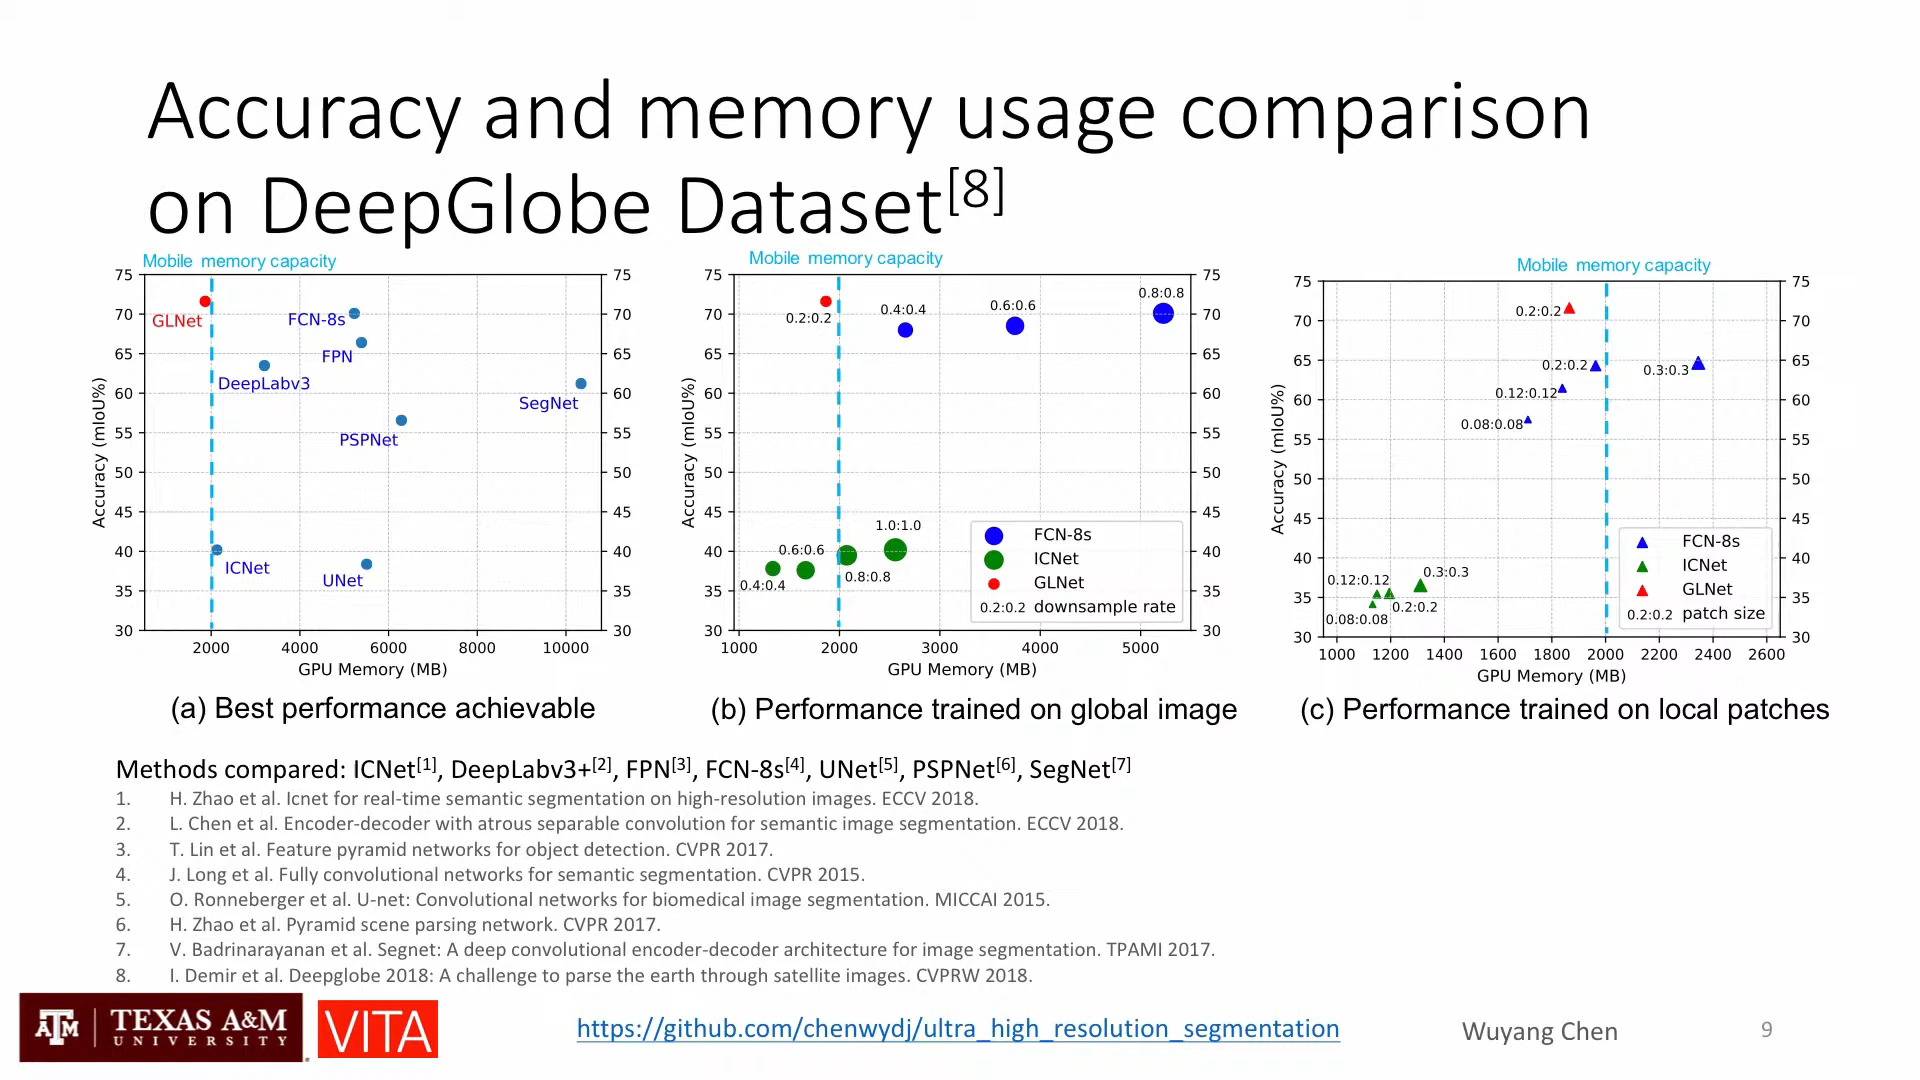 Accuracy and memory usage comparison
on DeepGlobe Dataset[8]
Mobile memory capacity
75 75
70 70
65 65
60 60
55 55
50 50
45 45
40 40
35 35
30 30
Accuracy (mIoU%)
GLNet
FCN-8s
FPN
DeepLabv3
SegNet
PSPNet
ICNet
UNet
2000 4000 6000 8000 10000
GPU Memory (MB)
(a) Best performance achievable
Mobile memory capacity
75 75
70 70
65 65
60 60
55 55
50 50
45 45
40 40
35 35
30 30
Accuracy (mIoU%)
0.8:0.8
0.6:0.6
0.4:0.4
0.2:0.2
1.0:1.0
0.6:0.6
0.8:0.8
0.4:0.4
FCN-8s
ICNet
GLNet
0.2:0.2 downsample rate
1000 2000 3000 4000 5000
GPU Memory (MB)
(b) Performance trained on global image
Mobile memory capacity
75 75
70 70
65 65
60 60
55 55
50 50
45 45
40 40
35 35
30 30
Accuracy (mIoU%)
0.2:0.2
0.2:0.2
0.3:0.3
0.12:0.12
0.08:0.08
0.3:0.3
0.12:0.12
0.2:0.2
0.08:0.08
FCN-8s
ICNet
GLNet
0.2:0.2 patch size
1000 1200 1400 1600 1800 2000 2200 2400 2600
GPU Memory (MB)
(c) Performance trained on local patches
Methods compared: ICNet[1], DeepLabv3+[2], FPN[3], FCN-8s[4], UNet[5], PSPNet[6], SegNet[7]
1. H. Zhao et al. Icnet for real-time semantic segmentation on high-resolution images. ECCV 2018.
2. L. Chen et al. Encoder-decoder with atrous separable convolution for semantic image segmentation. ECCV 2018.
3. T. Lin et al. Feature pyramid networks for object detection. CVPR 2017.
4. J. Long et al. Fully convolutional networks for semantic segmentation. CVPR 2015.
5. O. Ronneberger et al. U-net: Convolutional networks for biomedical image segmentation. MICCAI 2015.
6. H. Zhao et al. Pyramid scene parsing network. CVPR 2017.
7. V. Badrinarayanan et al. Segnet: A deep convolutional encoder-decoder architecture for image segmentation. TPAMI 2017.
8. I. Demir et al. Deepglobe 2018: A challenge to parse the earth through satellite images. CVPRW 2018.
ATM TEXAS A&M
UNIVERSITY
VITA
https://github.com/chenwydj/ultra_high_resolution_segmentation
Wuyang Chen
9